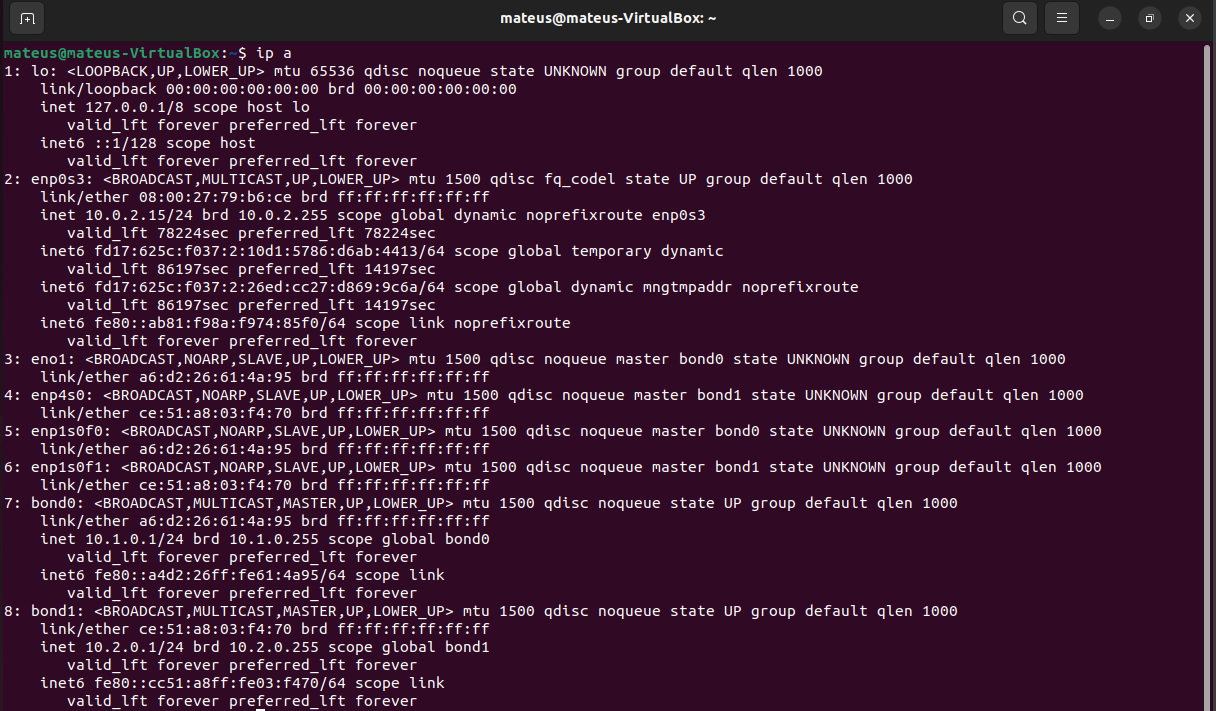 mateus@mateus-VirtualBox: ~
mateus@mateus-VirtualBox:~$ ip a
1: lo: <LOOPBACK,UP,LOWER_UP> mtu 65536 qdisc noqueue state UNKNOWN group default qlen 1000
    link/loopback 00:00:00:00:00:00 brd 00:00:00:00:00:00
    inet 127.0.0.1/8 scope host lo
       valid_lft forever preferred_lft forever
    inet6 ::1/128 scope host
       valid_lft forever preferred_lft forever
2: enp0s3: <BROADCAST,MULTICAST,UP,LOWER_UP> mtu 1500 qdisc fq_codel state UP group default qlen 1000
    link/ether 08:00:27:79:b6:ce brd ff:ff:ff:ff:ff:ff
    inet 10.0.2.15/24 brd 10.0.2.255 scope global dynamic noprefixroute enp0s3
       valid_lft 78224sec preferred_lft 78224sec
    inet6 fd17:625c:f037:2:10d1:5786:d6ab:4413/64 scope global temporary dynamic
       valid_lft 86197sec preferred_lft 14197sec
    inet6 fd17:625c:f037:2:26ed:cc27:d869:9c6a/64 scope global dynamic mngtmpaddr noprefixroute
       valid_lft 86197sec preferred_lft 14197sec
    inet6 fe80::ab81:f98a:f974:85f0/64 scope link noprefixroute
       valid_lft forever preferred_lft forever
3: eno1: <BROADCAST,NOARP,SLAVE,UP,LOWER_UP> mtu 1500 qdisc noqueue master bond0 state UNKNOWN group default qlen 1000
    link/ether a6:d2:26:61:4a:95 brd ff:ff:ff:ff:ff:ff
4: enp4s0: <BROADCAST,NOARP,SLAVE,UP,LOWER_UP> mtu 1500 qdisc noqueue master bond1 state UNKNOWN group default qlen 1000
    link/ether ce:51:a8:03:f4:70 brd ff:ff:ff:ff:ff:ff
5: enp1s0f0: <BROADCAST,NOARP,SLAVE,UP,LOWER_UP> mtu 1500 qdisc noqueue master bond0 state UNKNOWN group default qlen 1000
    link/ether a6:d2:26:61:4a:95 brd ff:ff:ff:ff:ff:ff
6: enp1s0f1: <BROADCAST,NOARP,SLAVE,UP,LOWER_UP> mtu 1500 qdisc noqueue master bond1 state UNKNOWN group default qlen 1000
    link/ether ce:51:a8:03:f4:70 brd ff:ff:ff:ff:ff:ff
7: bond0: <BROADCAST,MULTICAST,MASTER,UP,LOWER_UP> mtu 1500 qdisc noqueue state UP group default qlen 1000
    link/ether a6:d2:26:61:4a:95 brd ff:ff:ff:ff:ff:ff
    inet 10.1.0.1/24 brd 10.1.0.255 scope global bond0
       valid_lft forever preferred_lft forever
    inet6 fe80::a4d2:26ff:fe61:4a95/64 scope link
       valid_lft forever preferred_lft forever
8: bond1: <BROADCAST,MULTICAST,MASTER,UP,LOWER_UP> mtu 1500 qdisc noqueue state UP group default qlen 1000
    link/ether ce:51:a8:03:f4:70 brd ff:ff:ff:ff:ff:ff
    inet 10.2.0.1/24 brd 10.2.0.255 scope global bond1
       valid_lft forever preferred_lft forever
    inet6 fe80::cc51:a8ff:fe03:f470/64 scope link
       valid_lft forever preferred_lft forever